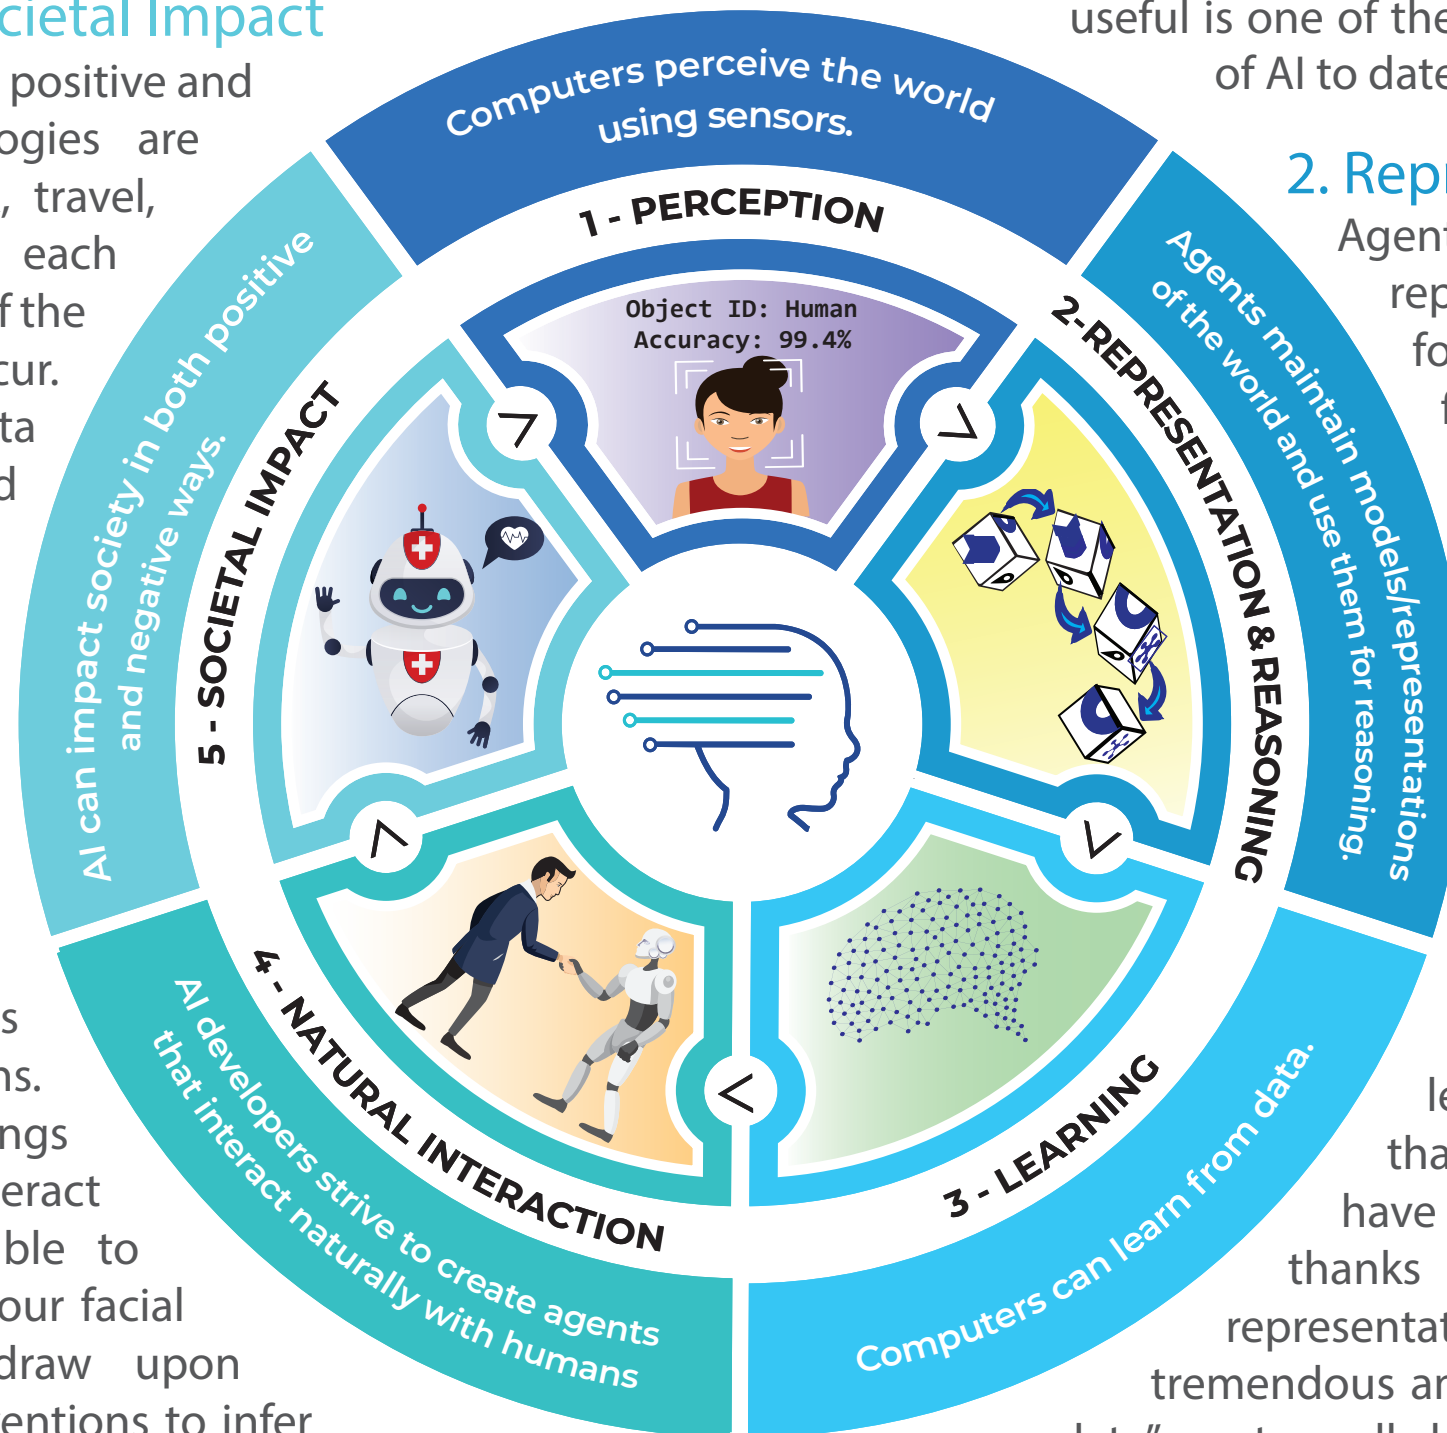 cietal Impact
positive and
ogies are
, travel,
each
f the
cur.
ta
d
useful is one of the
of AI to date
2. Repr
Agent
rep
fo
Computers perceive the world
using sensors.
1 - PERCEPTION
Object ID: Human
Accuracy: 99.4%
Agents maintain models/representations
of the world and use them for reasoning.
2-REPRESENTATION & REASONING
Computers can learn from data.
3 - LEARNING
AI developers strive to create agents
that interact naturally with humans
4 - NATURAL INTERACTION
AI can impact society in both positive
and negative ways.
5 - SOCIETAL IMPACT
s
ns.
ngs
eract
ble to
our facial
draw upon
entions to infer
le
tha
have
thanks
representat
tremendous an